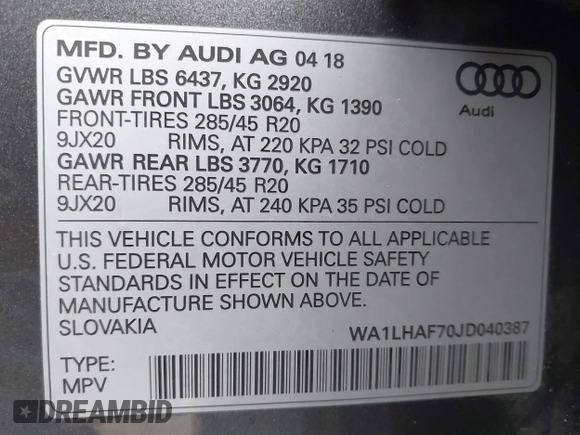 MFD. BY AUDI AG 04 18
GVWR LBS 6437, KG 2920
GAWR FRONT LBS 3064, KG 1390
FRONT-TIRES 285/45 R20
9JX20 RIMS, AT 220 KPA 32 PSI COLD
GAWR REAR LBS 3770, KG 1710
REAR-TIRES 285/45 R20
9JX20 RIMS, AT 240 KPA 35 PSI COLD
Audi
THIS VEHICLE CONFORMS TO ALL APPLICABLE
U.S. FEDERAL MOTOR VEHICLE SAFETY
STANDARDS IN EFFECT ON THE DATE OF
MANUFACTURE SHOWN ABOVE.
SLOVAKIA
WA1LHAF70JD040387
TYPE:
MPV
DREAMBID